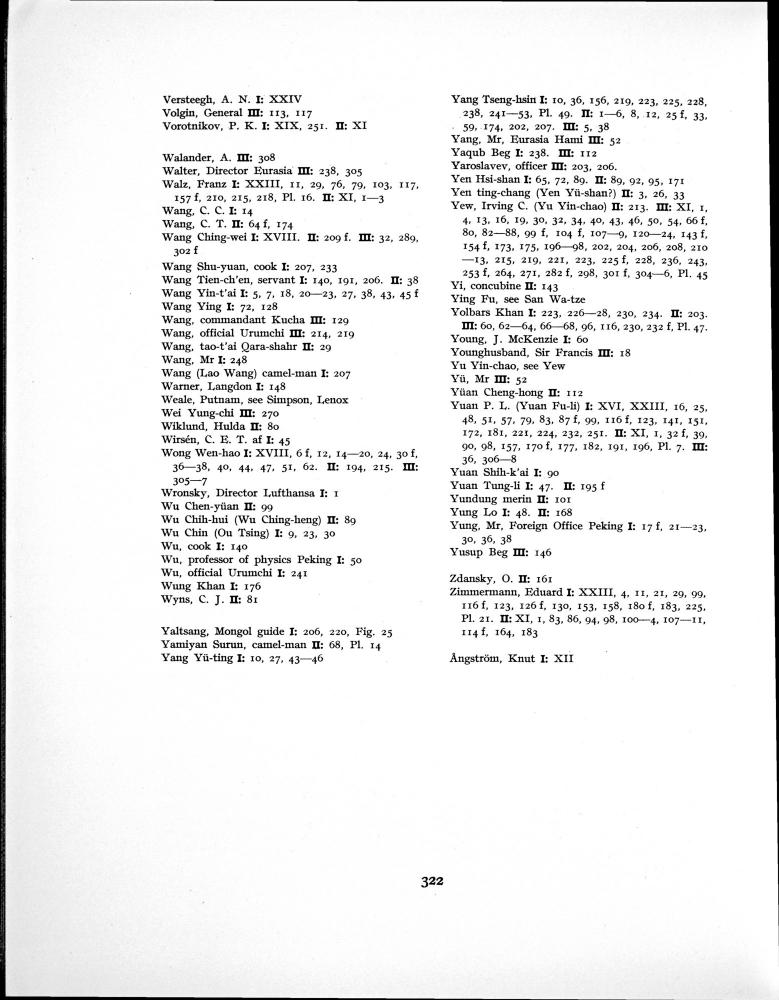 Versteegh, A. N. I: XXIV
Volgin, General III: 113, 117
Vorotnikov, P. K. I: XIX, 251. II: XI
Walander, A. III: 308
Walter, Director Eurasia III: 238, 305
Walz, Franz I: XXIII, 11, 29, 76, 79, 103, 117,
157 f, 210, 215, 218, Pl. 16. II: XI, 1—3
Wang, C. C. I: 14
Wang, C. T. II: 64 f, 174
Wang Ching-wei I: XVIII. II: 209 f. III: 32, 289,
302 f
Wang Shu-yuan, cook I: 207, 233
Wang Tien-ch'en, servant I: 140, 191, 206. II: 38
Wang Yin-t'ai I: 5, 7, 18, 20—23, 27, 38, 43, 45 f
Wang Ying I: 72, 128
Wang, commandant Kucha III: 129
Wang, official Urumchi III: 214, 219
Wang, tao-t'ai Qara-shahr II: 29
Wang, Mr I: 248
Wang (Lao Wang) camel-man I: 207
Warner, Langdon I: 148
Weale, Putnam, see Simpson, Lenox
Wei Yung-chi III: 270
Wiklund, Hulda II: 80
Wirsén, C. E. T. af I: 45
Wong Wen-hao I: XVIII, 6 f, 12, 14—20, 24, 30 f,
36—38, 40, 44, 47, 51, 62. II: 194, 215. III:
305—7
Wronsky, Director Lufthansa I: 1
Wu Chen-yüan II: 99
Wu Chih-hui (Wu Ching-heng) II: 89
Wu Chin (Ou Tsing) I: 9, 23, 30
Wu, cook I: 140
Wu, professor of physics Peking I: 50
Wu, official Urumchi I: 241
Wung Khan I: 176
Wyns, C. J. II: 81
Yaltsang, Mongol guide I: 206, 220, Fig. 25
Yamiyan Surun, camel-man II: 68, Pl. 14
Yang Yü-ting I: 10, 27, 43—46
Yang Tseng-hsin I: 10, 36, 156, 219, 223, 225, 228,
238, 241—53, Pl. 49. II: 1—6, 8, 12, 25 f, 33,
59, 174, 202, 207. III: 5, 38
Yang, Mr, Eurasia Hami III: 52
Yaqub Beg I: 238. III: 112
Yaroslavev, officer III: 203, 206.
Yen Hsi-shan I: 65, 72, 89. II: 89, 92, 95, 171
Yen ting-chang (Yen Yü-shan?) II: 3, 26, 33
Yew, Irving C. (Yu Yin-chao) II: 213. III: XI, 1,
4, 13, 16, 19, 30, 32, 34, 40, 43, 46, 50, 54, 66 f,
80, 82—88, 99 f, 104 f, 107—9, 120—24, 143 f,
154 f, 173, 175, 196—98, 202, 204, 206, 208, 210
—13, 215, 219, 221, 223, 225 f, 228, 236, 243,
253 f, 264, 271, 282 f, 298, 301 f, 304—6, Pl. 45
Yi, concubine II: 143
Ying Fu, see San Wa-tze
Yolbars Khan I: 223, 226—28, 230, 234. II: 203.
III: 60, 62—64, 66—68, 96, 116, 230, 232 f, Pl. 47.
Young, J. McKenzie I: 60
Younghusband, Sir Francis III: 18
Yu Yin-chao, see Yew
Yü, Mr III: 52
Yüan Cheng-hong II: 112
Yuan P. L. (Yuan Fu-li) I: XVI, XXIII, 16, 25,
48, 51, 57, 79, 83, 87 f, 99, 116 f, 123, 141, 151,
172, 181, 221, 224, 232, 251. II: XI, 1, 32 f, 39,
90, 98, 157, 170 f, 177, 182, 191, 196, Pl. 7. III:
36, 306—8
Yuan Shih-k'ai I: 90
Yuan Tung-li I: 47. II: 195 f
Yundung merin II: 101
Yung Lo I: 48. II: 168
Yung, Mr, Foreign Office Peking I: 17 f, 21—23,
30, 36, 38
Yusup Beg III: 146
Zdansky, O. II: 161
Zimmermann, Eduard I: XXIII, 4, 11, 21, 29, 99,
116 f, 123, 126 f, 130, 153, 158, 180 f, 183, 225,
Pl. 21. II: XI, 1, 83, 86, 94, 98, 100—4, 107—11,
114 f, 164, 183
Ångström, Knut I: XII
322